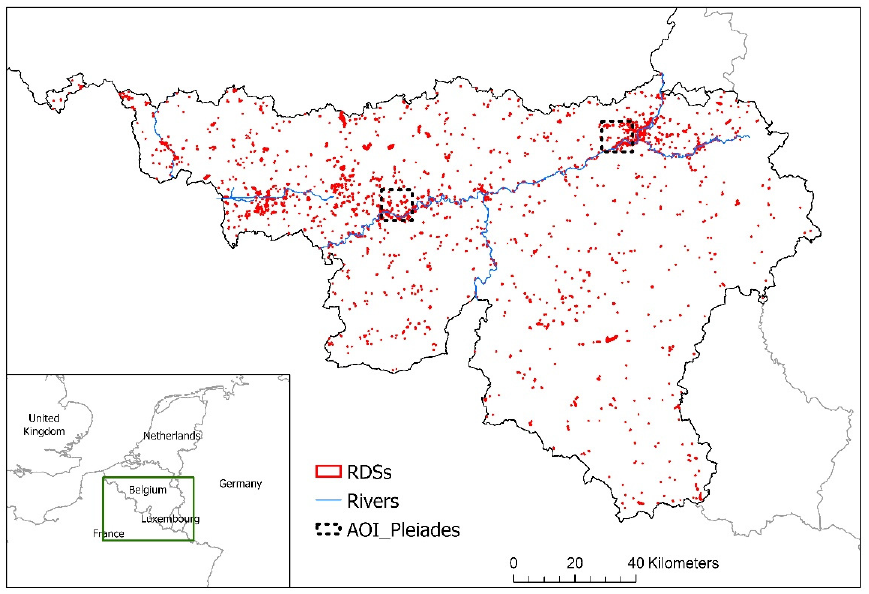 United
Kingdom
Netherlands
Belgium
Germany
Luxembourg
France
RDSs
Rivers
AOI_Pleiades
0 20 40 Kilometers